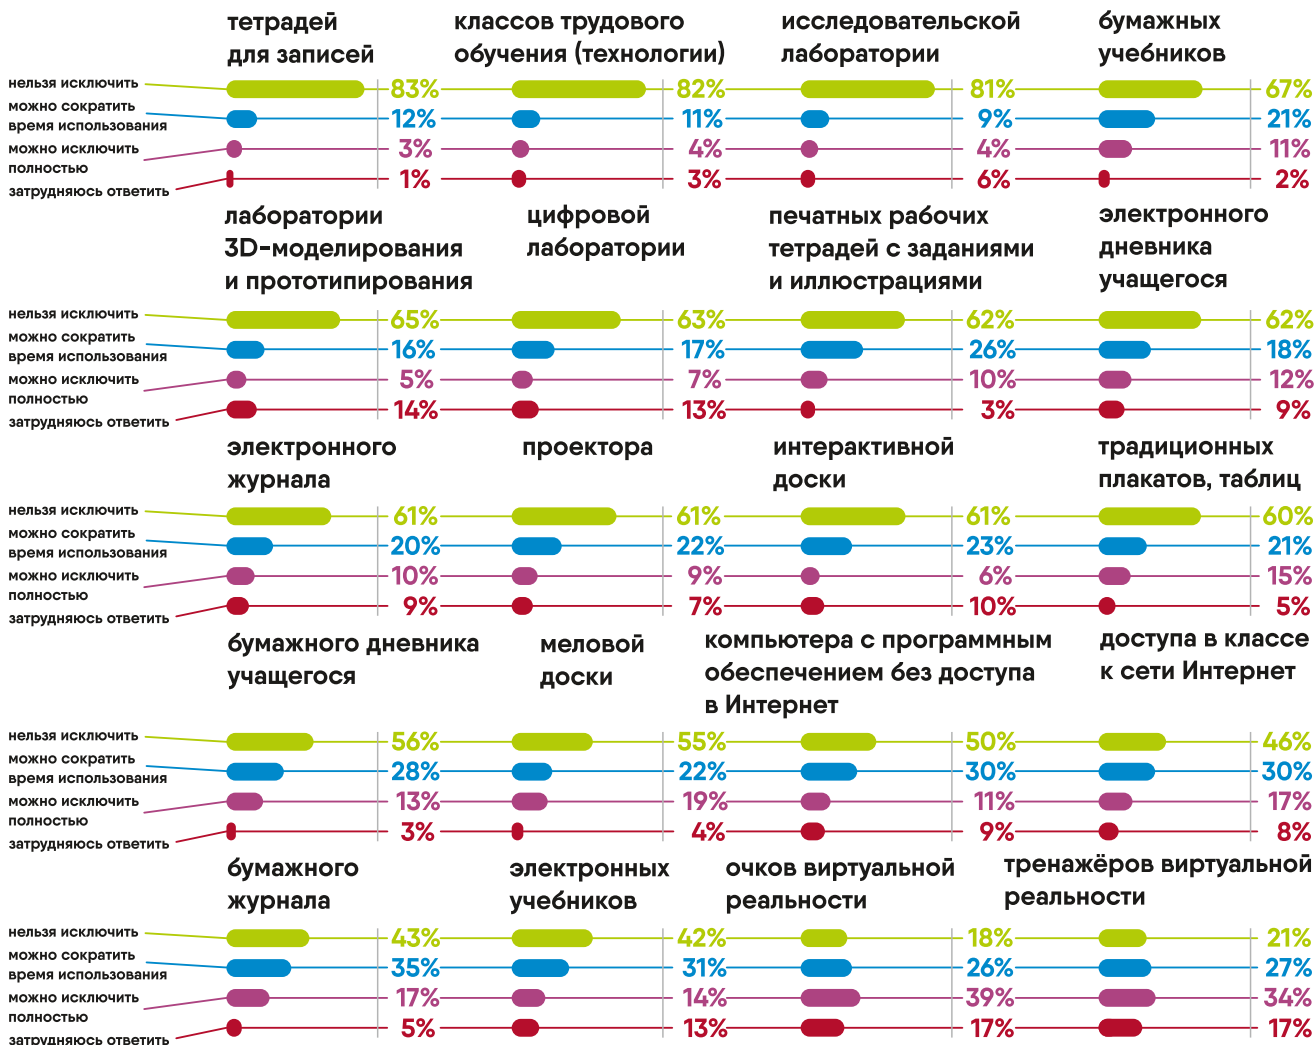 тетрадей
для записей
классов трудового
обучения (технологии)
исследовательской
лаборатории
бумажных
учебников
нельзя исключить 83% 82% 81% 67%
можно сократить
время использования 12% 11% 9% 21%
можно исключить
полностью 3% 4% 4% 11%
затрудняюсь ответить 1% 3% 6% 2%
лаборатории
3D-моделирования
и прототипирования
цифровой
лаборатории
печатных рабочих
тетрадей с заданиями
и иллюстрациями
электронного
дневника
учащегося
нельзя исключить 65% 63% 62% 62%
можно сократить
время использования 16% 17% 26% 18%
можно исключить
полностью 5% 7% 10% 12%
затрудняюсь ответить 14% 13% 3% 9%
электронного
журнала
проектора
интерактивной
доски
традиционных
плакатов, таблиц
нельзя исключить 61% 61% 61% 60%
можно сократить
время использования 20% 22% 23% 21%
можно исключить
полностью 10% 9% 6% 15%
затрудняюсь ответить 9% 7% 10% 5%
бумажного дневника
учащегося
меловой
доски
компьютера с программным
обеспечением без доступа
в Интернет
доступа в классе
к сети Интернет
нельзя исключить 56% 55% 50% 46%
можно сократить
время использования 28% 22% 30% 30%
можно исключить
полностью 13% 19% 11% 17%
затрудняюсь ответить 3% 4% 9% 8%
бумажного
журнала
электронных
учебников
очков виртуальной
реальности
тренажёров виртуальной
реальности
нельзя исключить 43% 42% 18% 21%
можно сократить
время использования 35% 31% 26% 27%
можно исключить
полностью 17% 14% 39% 34%
затрудняюсь ответить 5% 13% 17% 17%